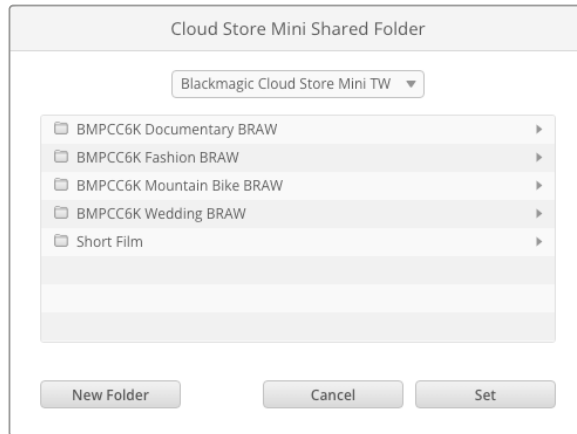 Cloud Store Mini Shared Folder
Blackmagic Cloud Store Mini TW
BMPCC6K Documentary BRAW
BMPCC6K Fashion BRAW
BMPCC6K Mountain Bike BRAW
BMPCC6K Wedding BRAW
Short Film
New Folder Cancel Set